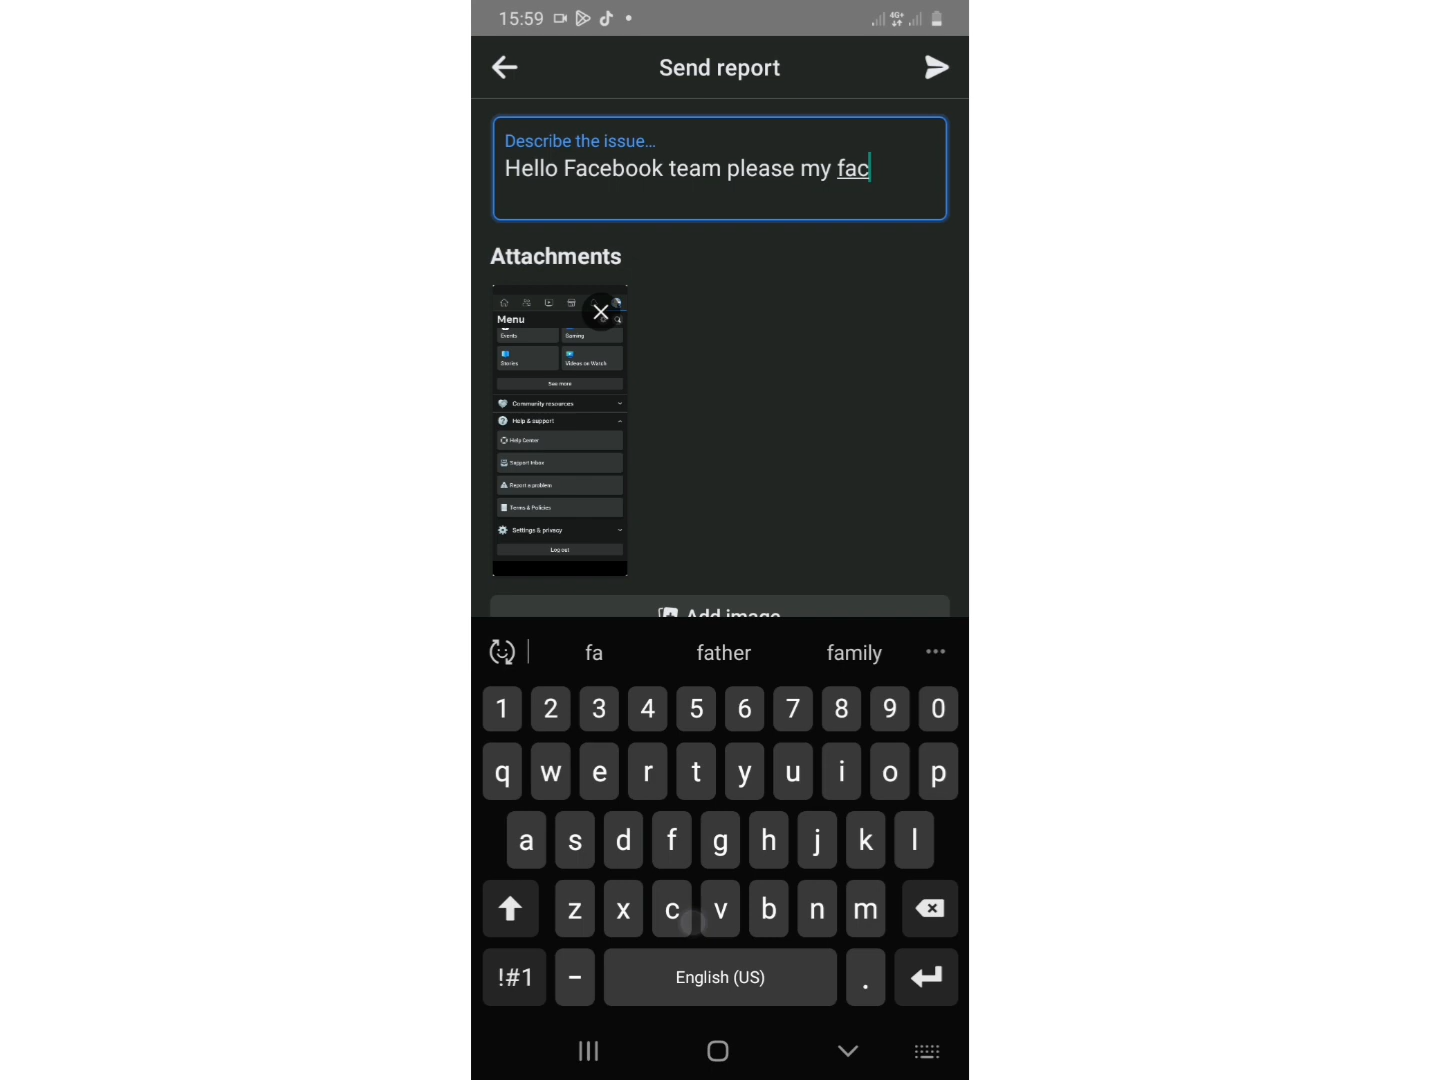 15:59
4G+
Send report
Describe the issue...
Hello Facebook team please my fac
Attachments
Menu
Events
Gaming
Stories
Videos on Watch
See more
Community resources
Help & support
Help Center
Support Inbox
Report a problem
Terms & Policies
Settings & privacy
Log out
Add image
fa father family
1 2 3 4 5 6 7 8 9 0
q w e r t y u i o p
a s d f g h j k l
z x c v b n m
!#1 - English (US) .